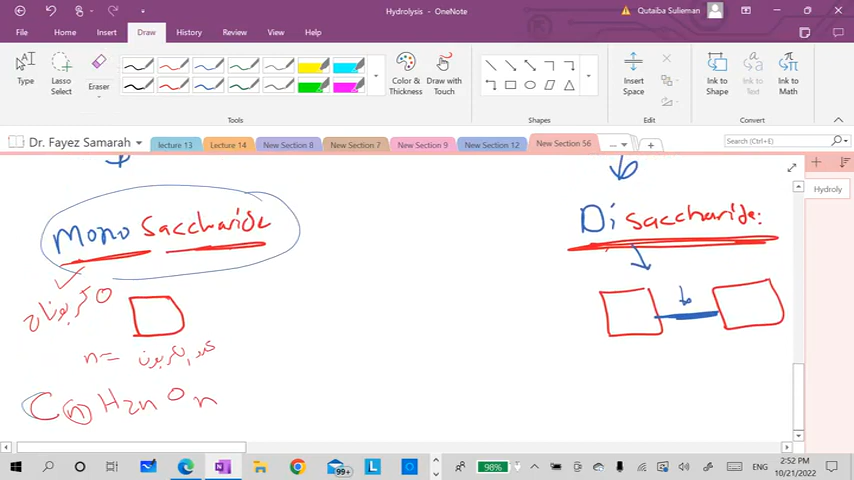 Hydrolysis - OneNote
Qutaiba Sulieman
File Home Insert Draw History Review View Help
Type
Lasso Select
Eraser
Color & Thickness
Draw with Touch
Insert Space
Ink to Shape
Ink to Text
Ink to Math
Tools
Shapes
Edit
Convert
Dr. Fayez Samarah lecture 13 Lecture 14 New Section 8 New Section 7 New Section 9 New Section 12 New Section 56 ... Search (Ctrl+E)
Hydroly
Mono Saccharide
Di saccharide:
n = عدد الكربون
Cn H2n On
99+
98%
ENG
2:52 PM
10/21/2022